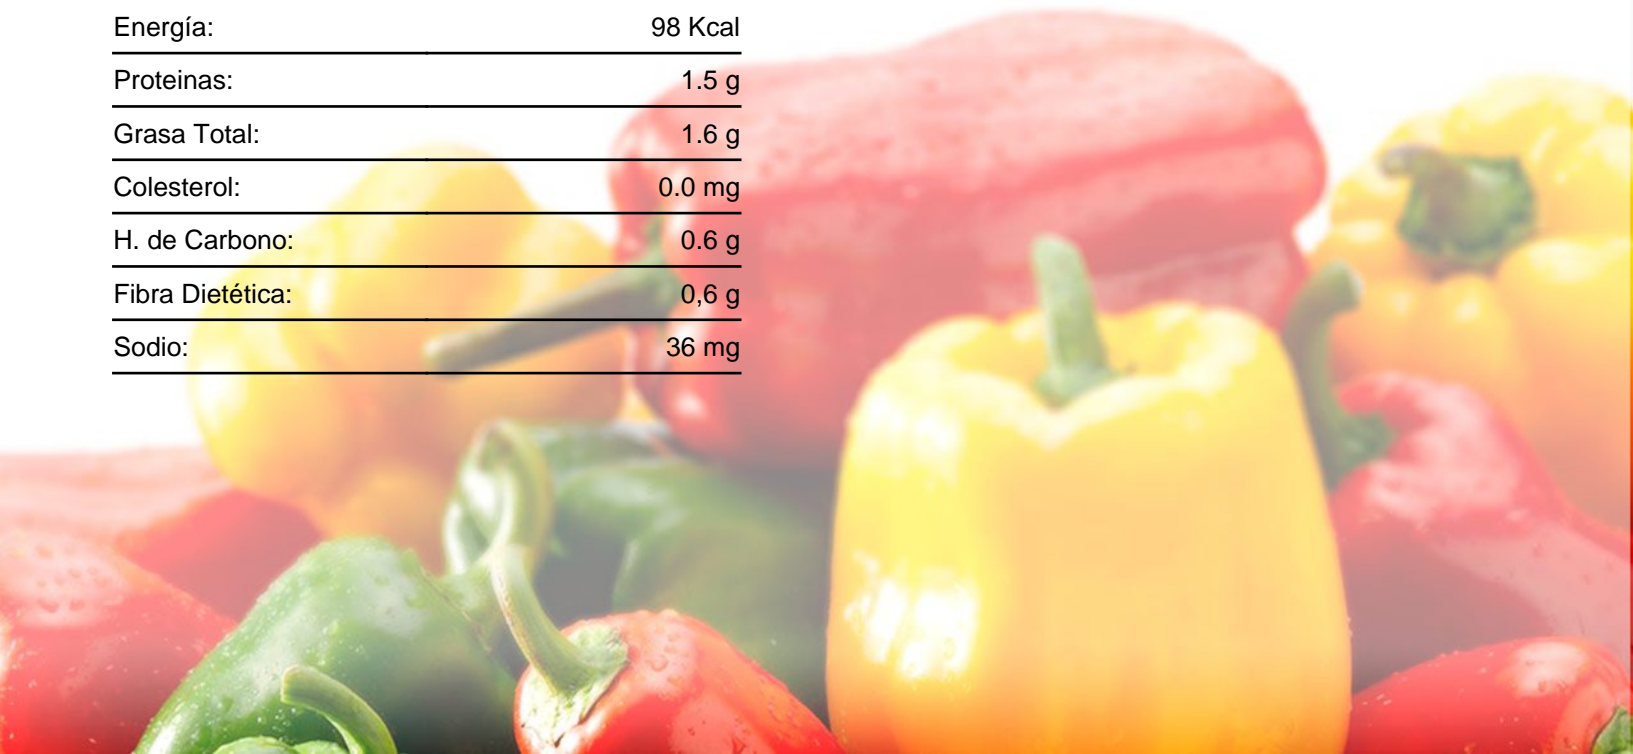 Energía: 98 Kcal
Proteinas: 1.5 g
Grasa Total: 1.6 g
Colesterol: 0.0 mg
H. de Carbono: 0.6 g
Fibra Dietética: 0,6 g
Sodio: 36 mg